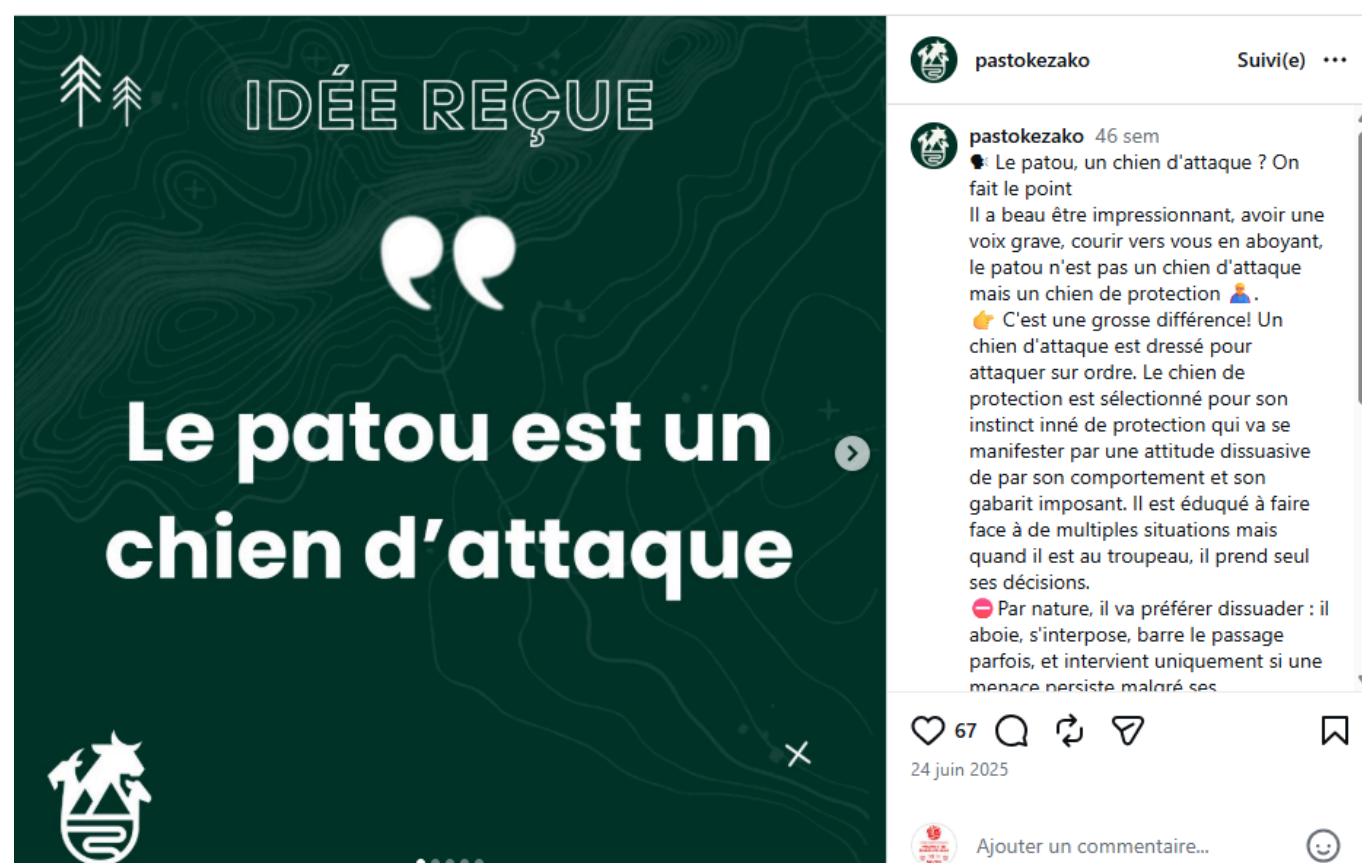 IDÉE REÇUE
Le patou est un
chien d'attaque
pastokezako
Suivi(e)
pastokezako 46 sem
Le patou, un chien d'attaque ? On
fait le point
Il a beau être impressionnant, avoir une
voix grave, courir vers vous en aboyant,
le patou n'est pas un chien d'attaque
mais un chien de protection 👷.
👉 C'est une grosse différence! Un
chien d'attaque est dressé pour
attaquer sur ordre. Le chien de
protection est sélectionné pour son
instinct inné de protection qui va se
manifester par une attitude dissuasive
de par son comportement et son
gabarit imposant. Il est éduqué à faire
face à de multiples situations mais
quand il est au troupeau, il prend seul
ses décisions.
⛔ Par nature, il va préférer dissuader : il
aboie, s'interpose, barre le passage
parfois, et intervient uniquement si une
menace persiste malgré ses
67
24 juin 2025
Ajouter un commentaire...